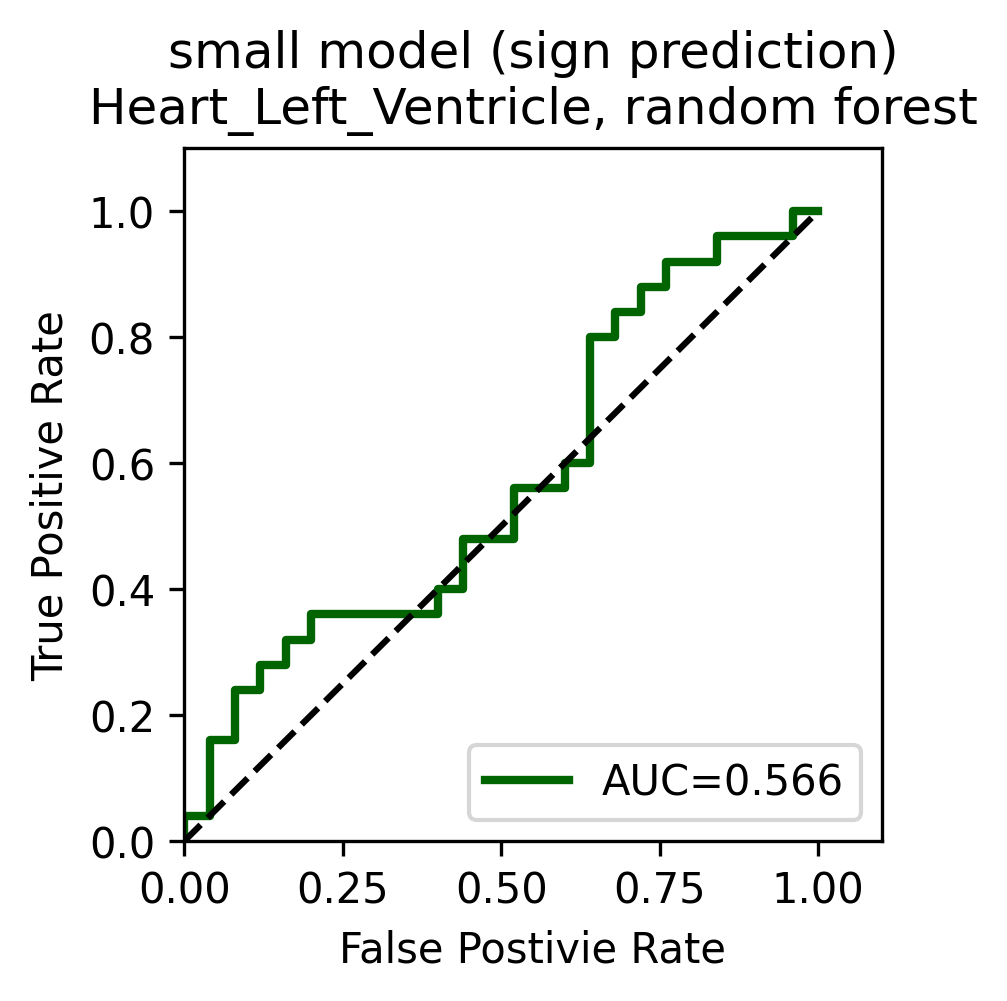 small model (sign prediction)
Heart_Left_Ventricle, random forest
1.0
0.8
0.6
0.4
0.2
0.0
True Positive Rate
AUC=0.566
0.00 0.25 0.50 0.75 1.00
False Postivie Rate